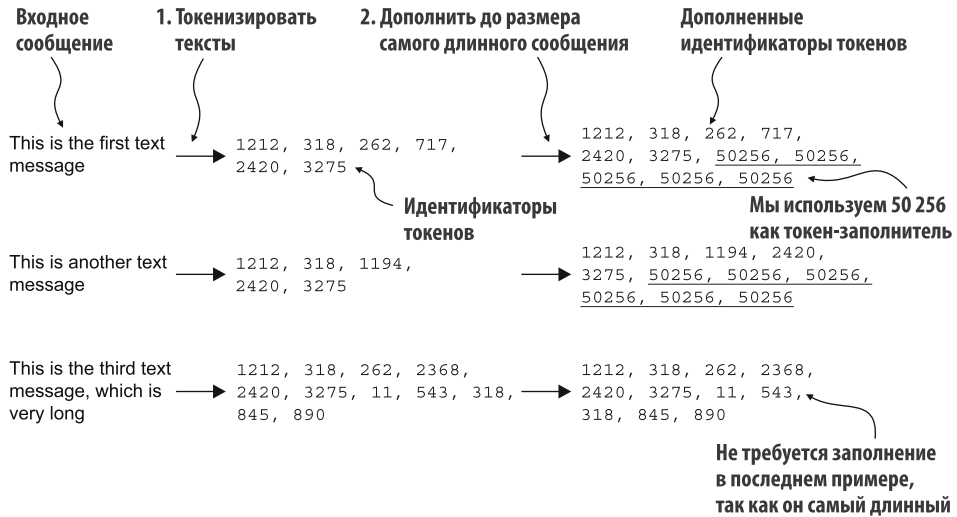 Входное
сообщение
1. Токенизировать
тексты
2. Дополнить до размера
самого длинного сообщения
Дополненные
идентификаторы токенов
This is the first text
message
1212, 318, 262, 717,
2420, 3275
Идентификаторы
токенов
1212, 318, 262, 717,
2420, 3275, 50256, 50256,
50256, 50256, 50256
Мы используем 50 256
как токен-заполнитель
This is another text
message
1212, 318, 1194,
2420, 3275
1212, 318, 1194, 2420,
3275, 50256, 50256, 50256,
50256, 50256, 50256
This is the third text
message, which is
very long
1212, 318, 262, 2368,
2420, 3275, 11, 543, 318,
845, 890
1212, 318, 262, 2368,
2420, 3275, 11, 543,
318, 845, 890
Не требуется заполнение
в последнем примере,
так как он самый длинный